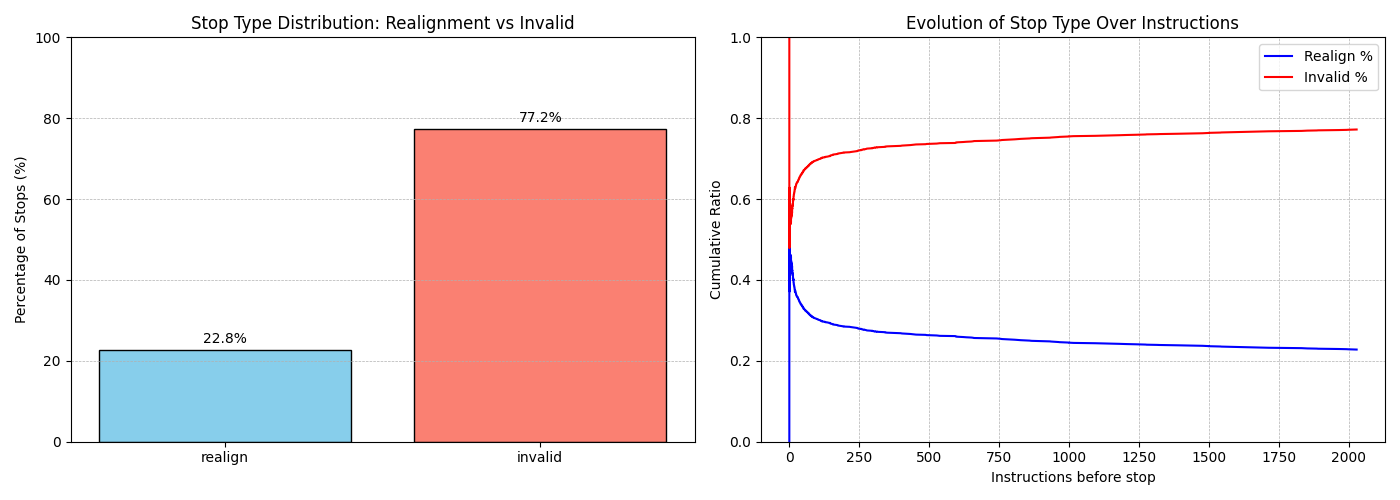 Stop Type Distribution: Realignment vs Invalid
Percentage of Stops (%)
100
80
60
40
20
0
22.8%
77.2%
realign
invalid
Evolution of Stop Type Over Instructions
Cumulative Ratio
1.0
0.8
0.6
0.4
0.2
0.0
Realign %
Invalid %
0 250 500 750 1000 1250 1500 1750 2000
Instructions before stop